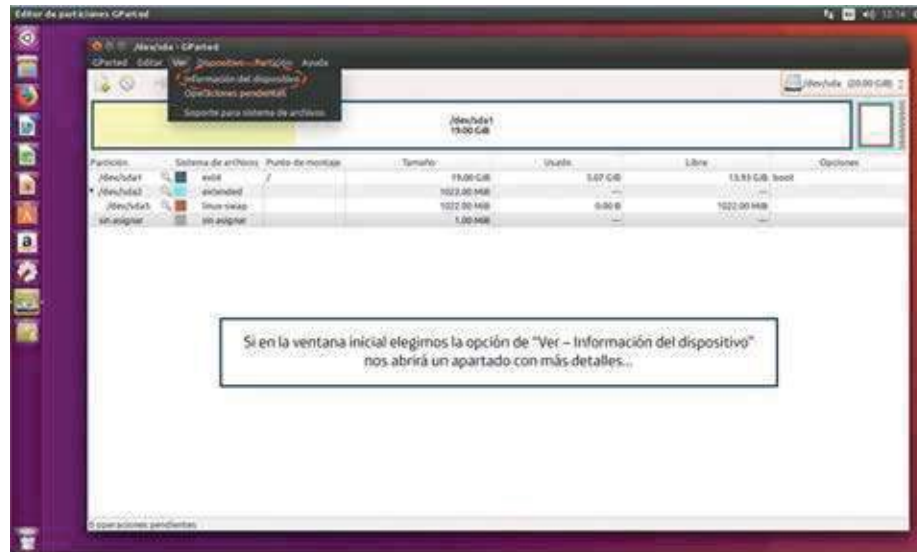 Editor de particiones GParted
12:14
/dev/sda - GParted
GParted Editar Ver Dispositivo Partición Ayuda
Información del dispositivo
Operaciones pendientes
Soporte para sistema de archivos
/dev/sda (20.00 GiB)
/dev/sda1
19.00 GiB
Partición Sistema de archivos Punto de montaje Tamaño Usado Libre Opciones
/dev/sda1 ext4 / 19.00 GiB 5.07 GiB 13.93 GiB boot
/dev/sda2 extended 1022.00 MiB — —
/dev/sda5 linux-swap 1022.00 MiB 0.00 B 1022.00 MiB
sin asignar sin asignar 1.00 MiB — —
Si en la ventana inicial elegimos la opción de "Ver – Información del dispositivo"
nos abrirá un apartado con más detalles...
0 operaciones pendientes